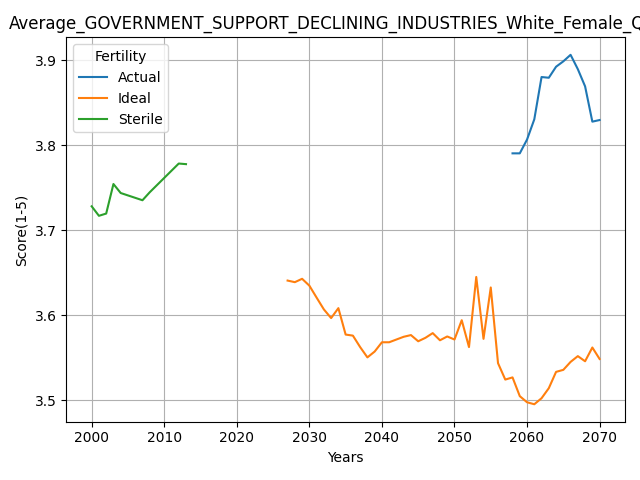 Average_GOVERNMENT_SUPPORT_DECLINING_INDUSTRIES_White_Female_Q
Fertility
Actual
Ideal
Sterile
3.9
3.8
3.7
3.6
3.5
Score(1-5)
2000 2010 2020 2030 2040 2050 2060 2070
Years